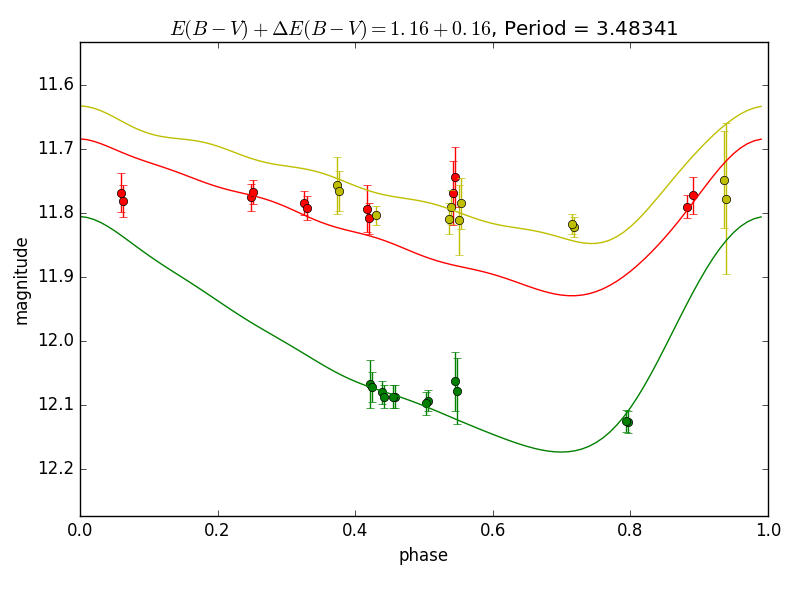 E(B − V) + ΔE(B − V) = 1.16 + 0.16, Period = 3.48341
11.6
11.7
11.8
11.9
12.0
12.1
12.2
magnitude
0.0 0.2 0.4 0.6 0.8 1.0
phase